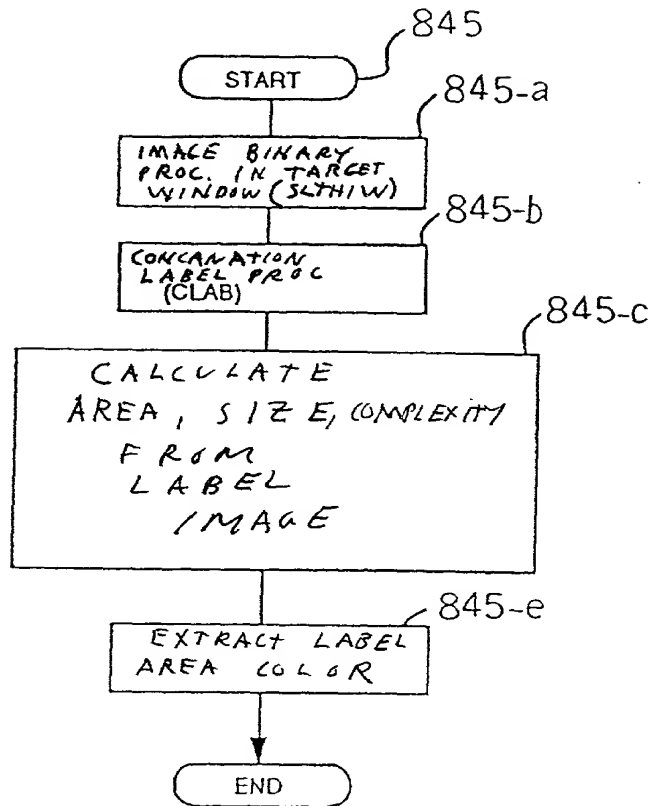 845
START
845-a
IMAGE BINARY
PROC. IN TARGET
WINDOW (SLTHIW)
845-b
CONCANATION
LABEL PROC
(CLAB)
845-c
CALCULATE
AREA, SIZE, COMPLEXITY
FROM
LABEL
IMAGE
845-e
EXTRACT LABEL
AREA COLOR
END